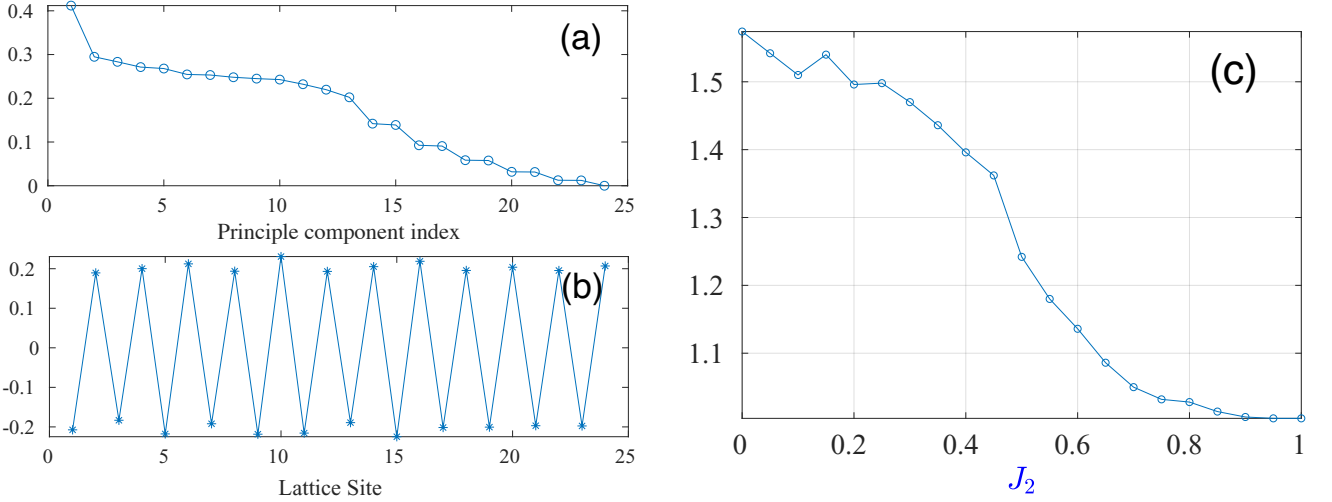 (a)
0.4
0.3
0.2
0.1
0
0 5 10 15 20 25
Principle component index
(b)
0.2
0.1
0
-0.1
-0.2
0 5 10 15 20 25
Lattice Site
(c)
1.5
1.4
1.3
1.2
1.1
0 0.2 0.4 0.6 0.8 1
J₂